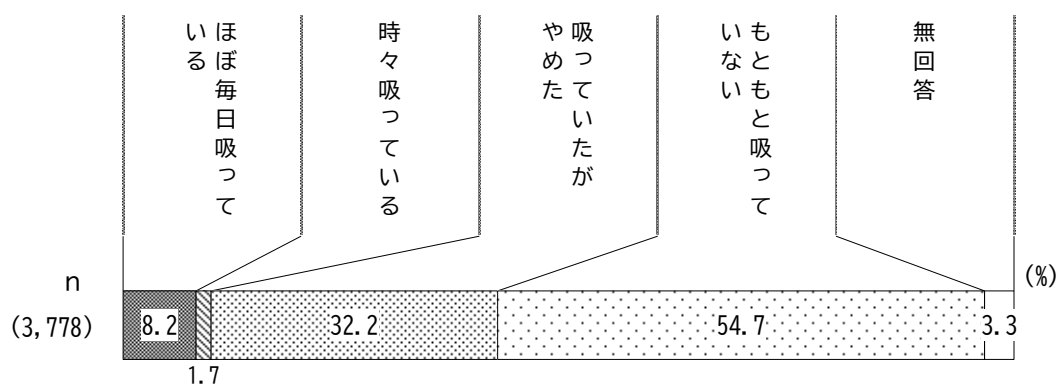 ほぼ毎日吸って
いる
時々吸っている
吸っていたが
やめた
もともと吸って
いない
無回答
n
(%)
(3,778)
8.2
32.2
54.7
3.3
1.7